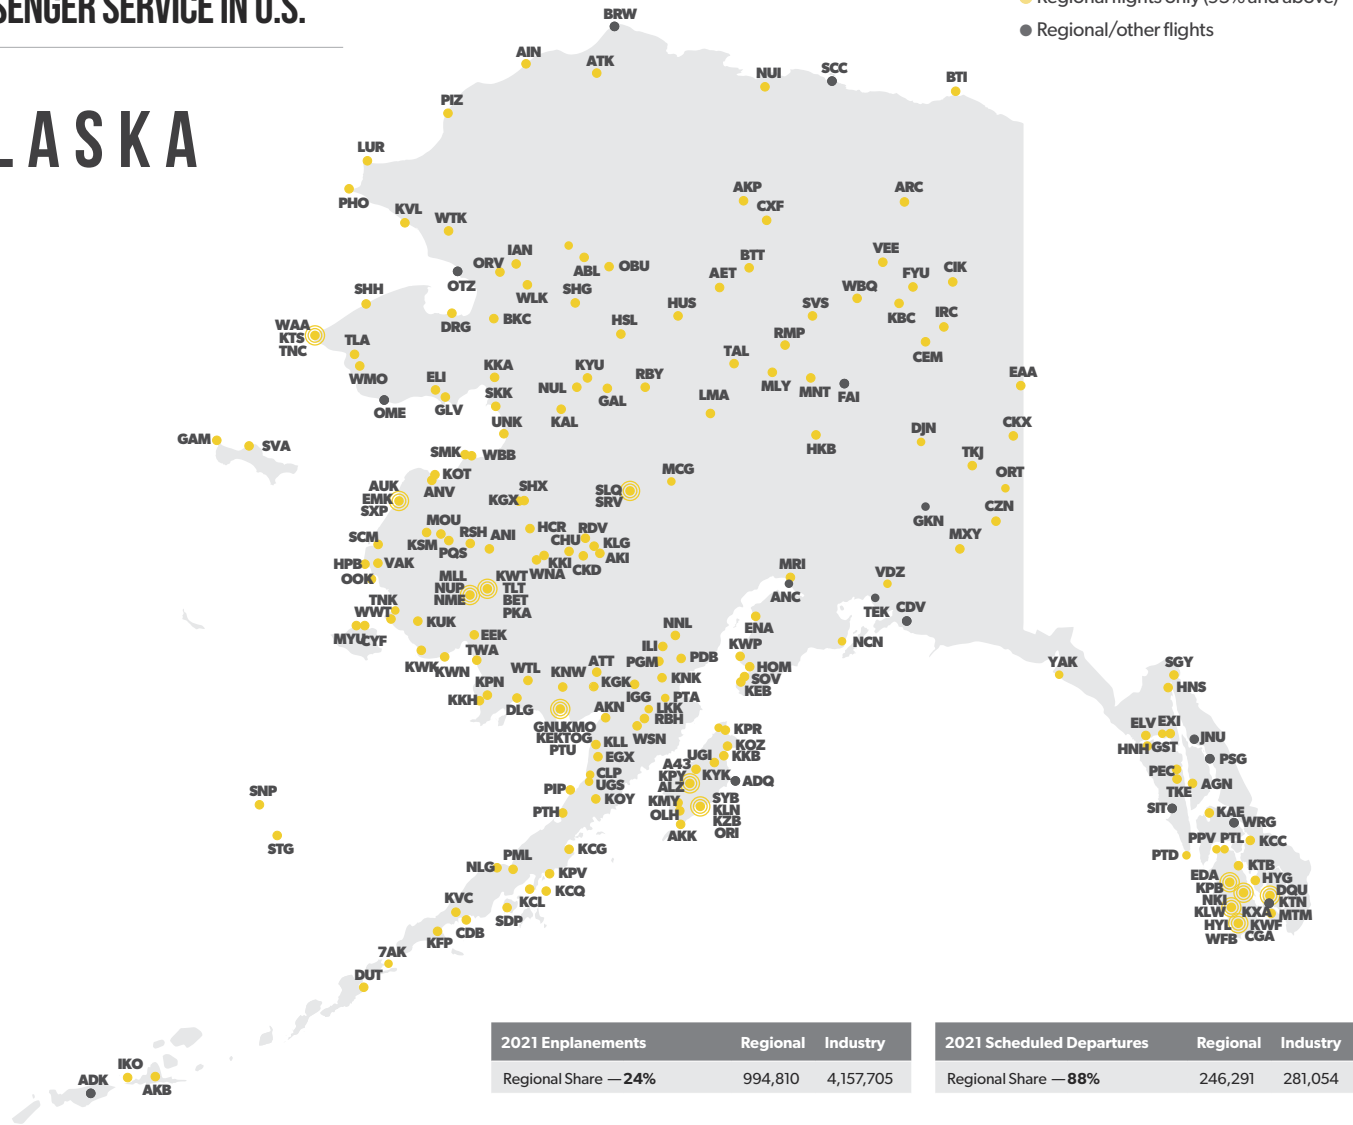 SENGER SERVICE IN U.S.
Regional flights only (95% and above)
Regional/other flights
LASKA
BRW
AIN
ATK
NUI
SCC
BTI
PIZ
LUR
PHO
KVL
WTK
AKP
CXF
ARC
ORV
IAN
ABL
OBU
BTT
VEE
OTZ
AET
FYU
CIK
SHH
WLK
SHG
WBQ
DRG
BKC
HUS
SVS
KBC
IRC
WAA
KTS
TNC
TLA
HSL
RMP
CEM
WMO
ELI
KKA
KYU
RBY
TAL
MLY
MNT
FAI
EAA
OME
GLV
SKK
NUL
GAL
LMA
UNK
KAL
HKB
DJN
CKX
GAM
SVA
SMK
WBB
TKJ
KOT
ANV
MCG
ORT
AUK
EMK
SXP
KGX
SHX
SLQ
SRV
GKN
CZN
MOU
KSM
PQS
RSH
ANI
HCR
RDV
CHU
KLG
AKI
MXY
SCM
HPB
VAK
OOK
KKI
WNA
CKD
MLL
NUP
NME
KWT
TLT
BET
PKA
MRI
ANC
VDZ
TEK
CDV
TNK
WWT
MYU
CYF
KUK
EEK
NNL
ENA
NCN
TWA
KWK
KWN
ILI
PGM
PDB
KWP
HOM
SOV
KEB
YAK
SGY
HNS
WTL
KNW
ATT
KGK
KNK
KPN
KKH
DLG
IGG
PTA
AKN
LKK
RBH
ELV
EXI
GNU
KMO
KEK
TOG
PTU
WSN
KPR
HNH
GST
JNU
KLL
EGX
KOZ
KKB
UGI
PSG
A43
KPY
ALZ
KYK
ADQ
PEC
TKE
AGN
CLP
UGS
PIP
KOY
SNP
STG
PTH
KMY
OLH
AKK
SYB
KLN
KZB
ORI
SIT
KAE
WRG
PPV
PTL
KCC
PTD
KCG
NLG
PML
KPV
KCQ
KCL
KTB
EDA
KPB
NKI
KLW
HYL
WFB
HYG
DQU
KTN
MTM
KXA
KWF
CGA
KVC
SDP
CDB
KFP
7AK
DUT
IKO
ADK
AKB
2021 Enplanements Regional Industry
Regional Share — 24% 994,810 4,157,705
2021 Scheduled Departures Regional Industry
Regional Share — 88% 246,291 281,054